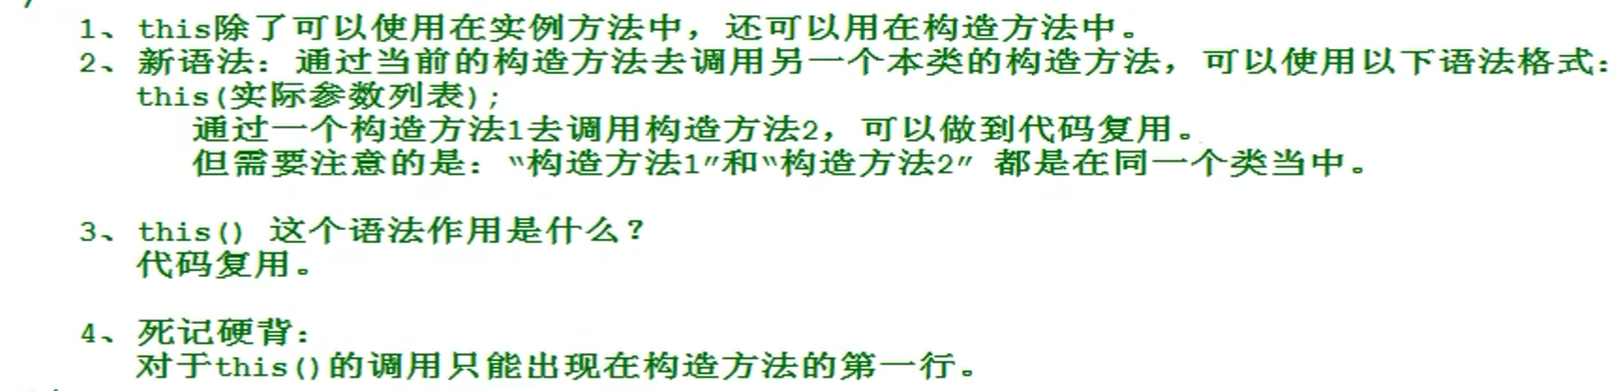 1、this除了可以使用在实例方法中，还可以用在构造方法中。
2、新语法：通过当前的构造方法去调用另一个本类的构造方法，可以使用以下语法格式：
this(实际参数列表);
通过一个构造方法1去调用构造方法2，可以做到代码复用。
但需要注意的是：“构造方法1”和“构造方法2” 都是在同一个类当中。
3、this() 这个语法作用是什么？
代码复用。
4、死记硬背：
对于this()的调用只能出现在构造方法的第一行。